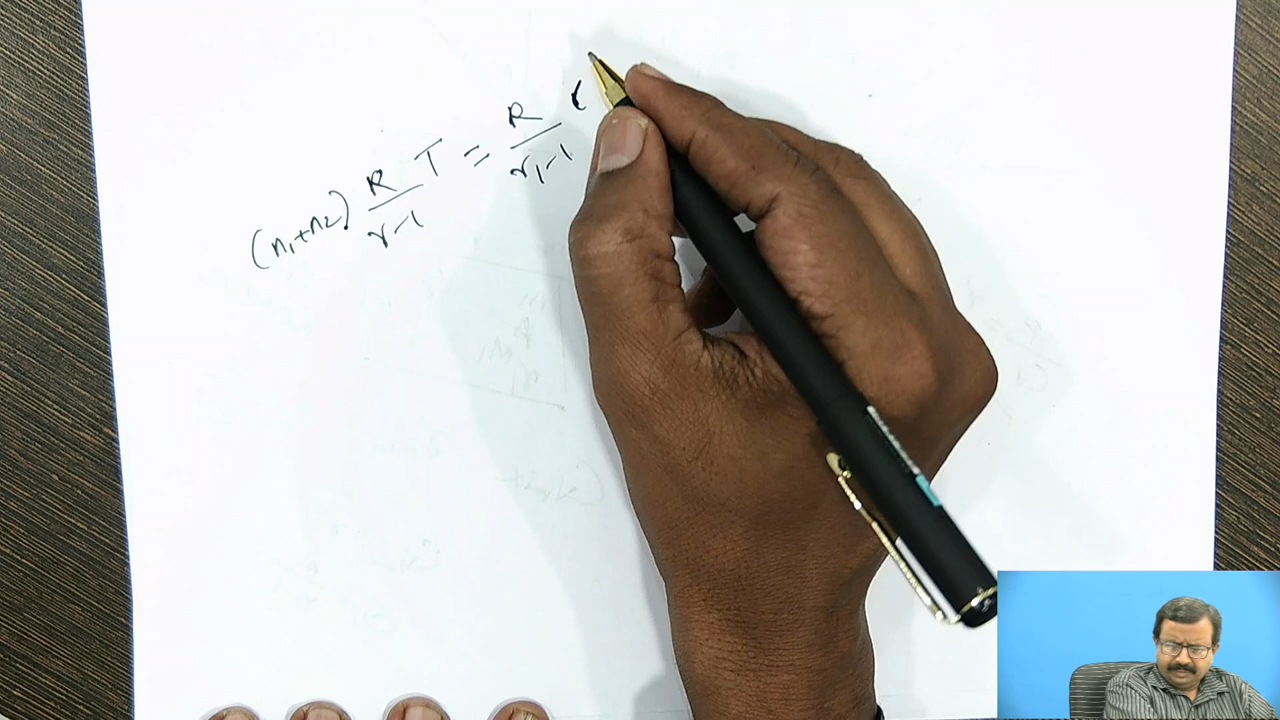 (n₁+n₂) R/γ-1 T = R/γ₁-1 (